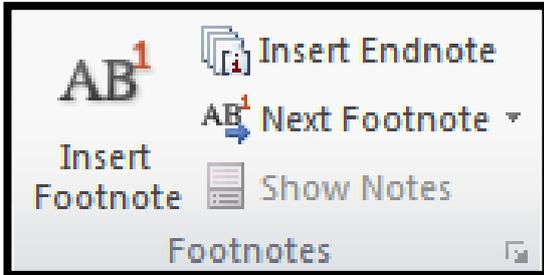 AB1
Insert
Footnote
[i] Insert Endnote
AB1 Next Footnote
Show Notes
Footnotes